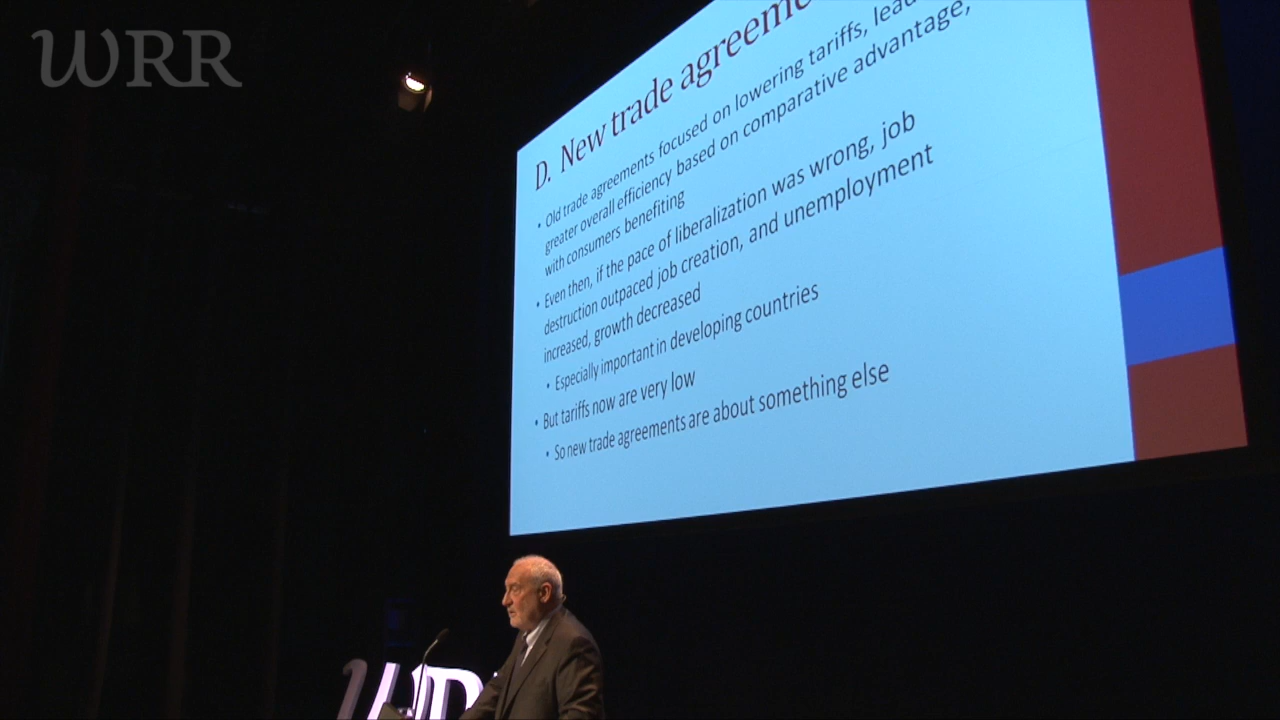 WRR
D. New trade agreeme
• Old trade agreements focused on lowering tariffs, lead
greater overall efficiency based on comparative advantage,
with consumers benefiting
• Even then, if the pace of liberalization was wrong, job
destruction outpaced job creation, and unemployment
increased, growth decreased
• Especially important in developing countries
• But tariffs now are very low
• So new trade agreements are about something else